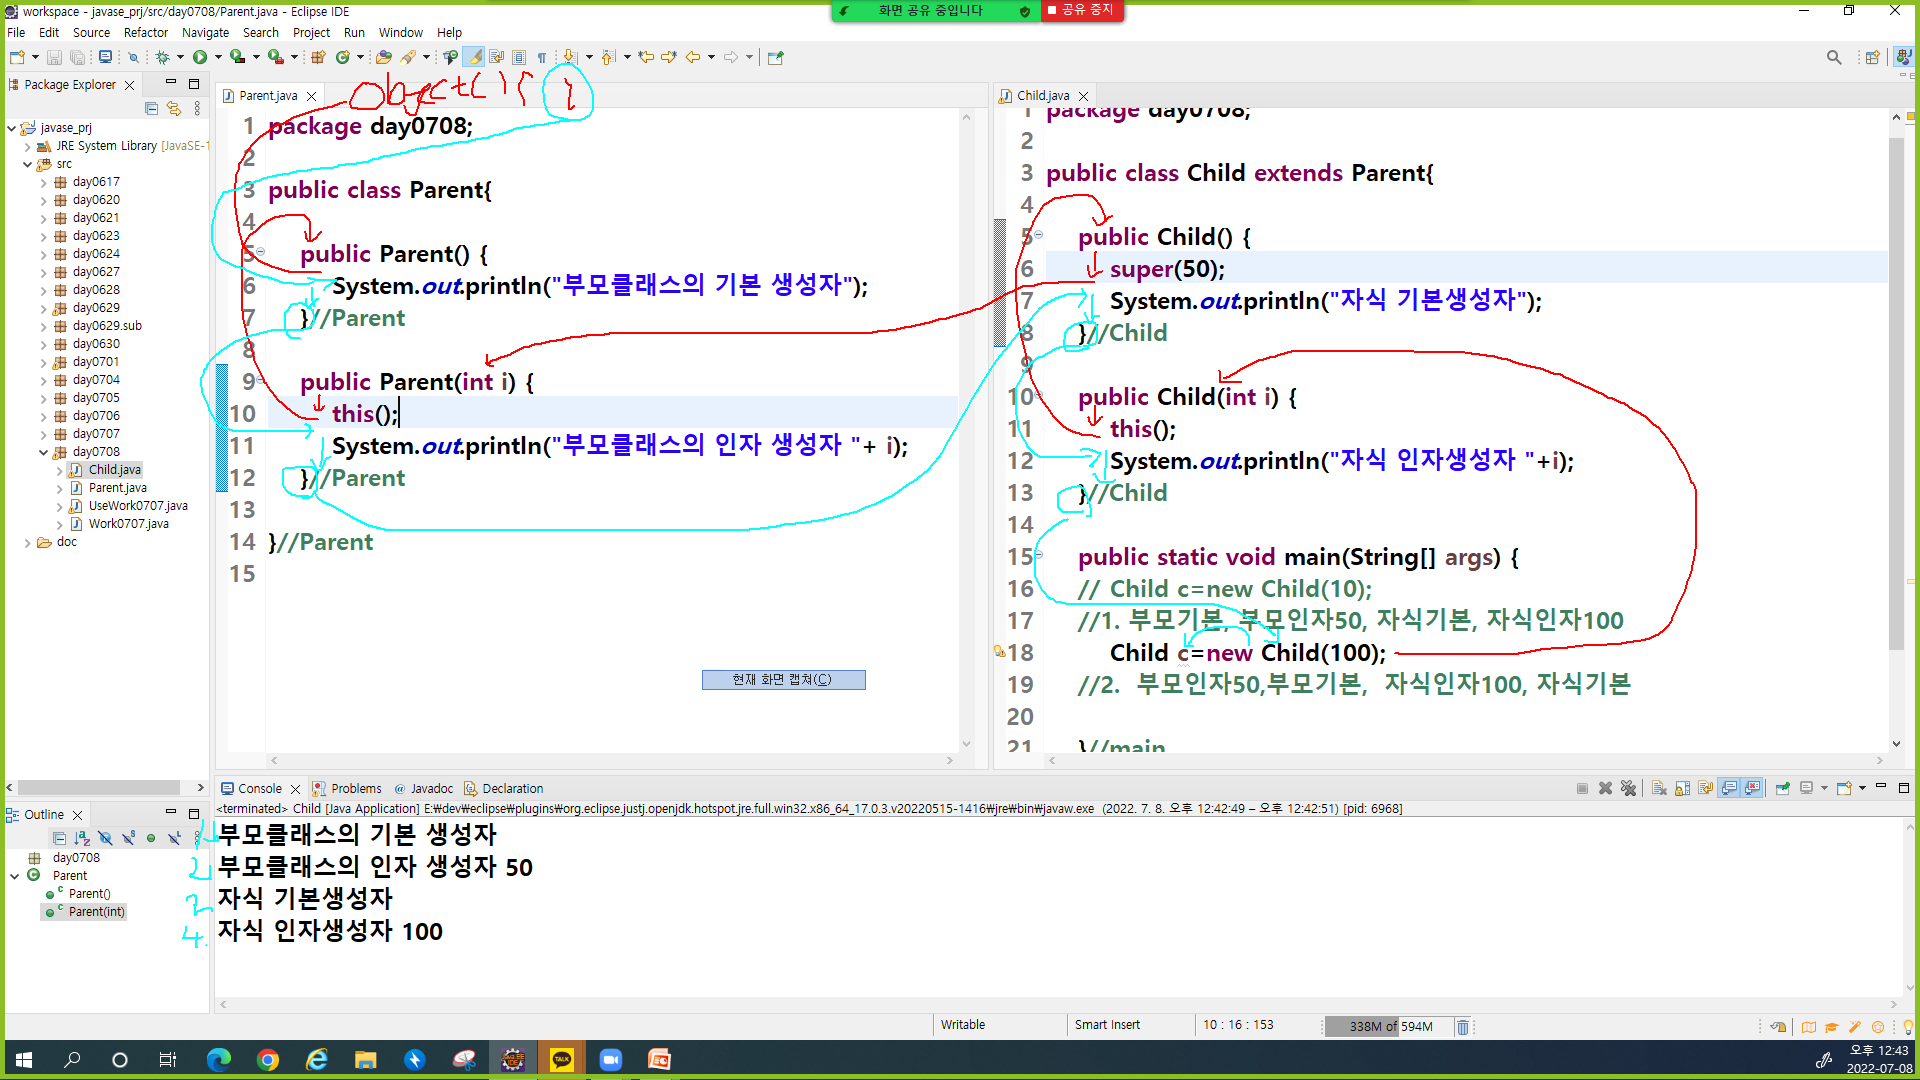 workspace - javase_prj/src/day0708/Parent.java - Eclipse IDE
화면 공유 중입니다
공유 중지
File Edit Source Refactor Navigate Search Project Run Window Help
Package Explorer
javase_prj
JRE System Library [JavaSE-1
src
day0617
day0620
day0621
day0623
day0624
day0627
day0628
day0629
day0629.sub
day0630
day0701
day0704
day0705
day0706
day0707
day0708
Child.java
Parent.java
UseWork0707.java
Work0707.java
doc
Object() {
}
Parent.java
1 package day0708;
2
3 public class Parent{
4
5 public Parent() {
6 System.out.println("부모클래스의 기본 생성자");
7 }//Parent
8
9 public Parent(int i) {
10 this();
11 System.out.println("부모클래스의 인자 생성자 "+ i);
12 }//Parent
13
14 }//Parent
15
현재 화면 캡쳐(C)
Child.java
1 package day0708;
2
3 public class Child extends Parent{
4
5 public Child() {
6 super(50);
7 System.out.println("자식 기본생성자");
8 }//Child
9
10 public Child(int i) {
11 this();
12 System.out.println("자식 인자생성자 "+i);
13 }//Child
14
15 public static void main(String[] args) {
16 // Child c=new Child(10);
17 //1. 부모기본, 부모인자50, 자식기본, 자식인자100
18 Child c=new Child(100);
19 //2. 부모인자50,부모기본, 자식인자100, 자식기본
20
21 }//main
Outline
day0708
Parent
Parent()
Parent(int)
Console Problems Javadoc Declaration
<terminated> Child [Java Application] E:₩dev₩eclipse₩plugins₩org.eclipse.justj.openjdk.hotspot.jre.full.win32.x86_64_17.0.3.v20220515-1416₩jre₩bin₩javaw.exe (2022. 7. 8. 오후 12:42:49 – 오후 12:42:51) [pid: 6968]
1 부모클래스의 기본 생성자
2. 부모클래스의 인자 생성자 50
3 자식 기본생성자
4. 자식 인자생성자 100
Writable Smart Insert 10 : 16 : 153 338M of 594M
오후 12:43
2022-07-08